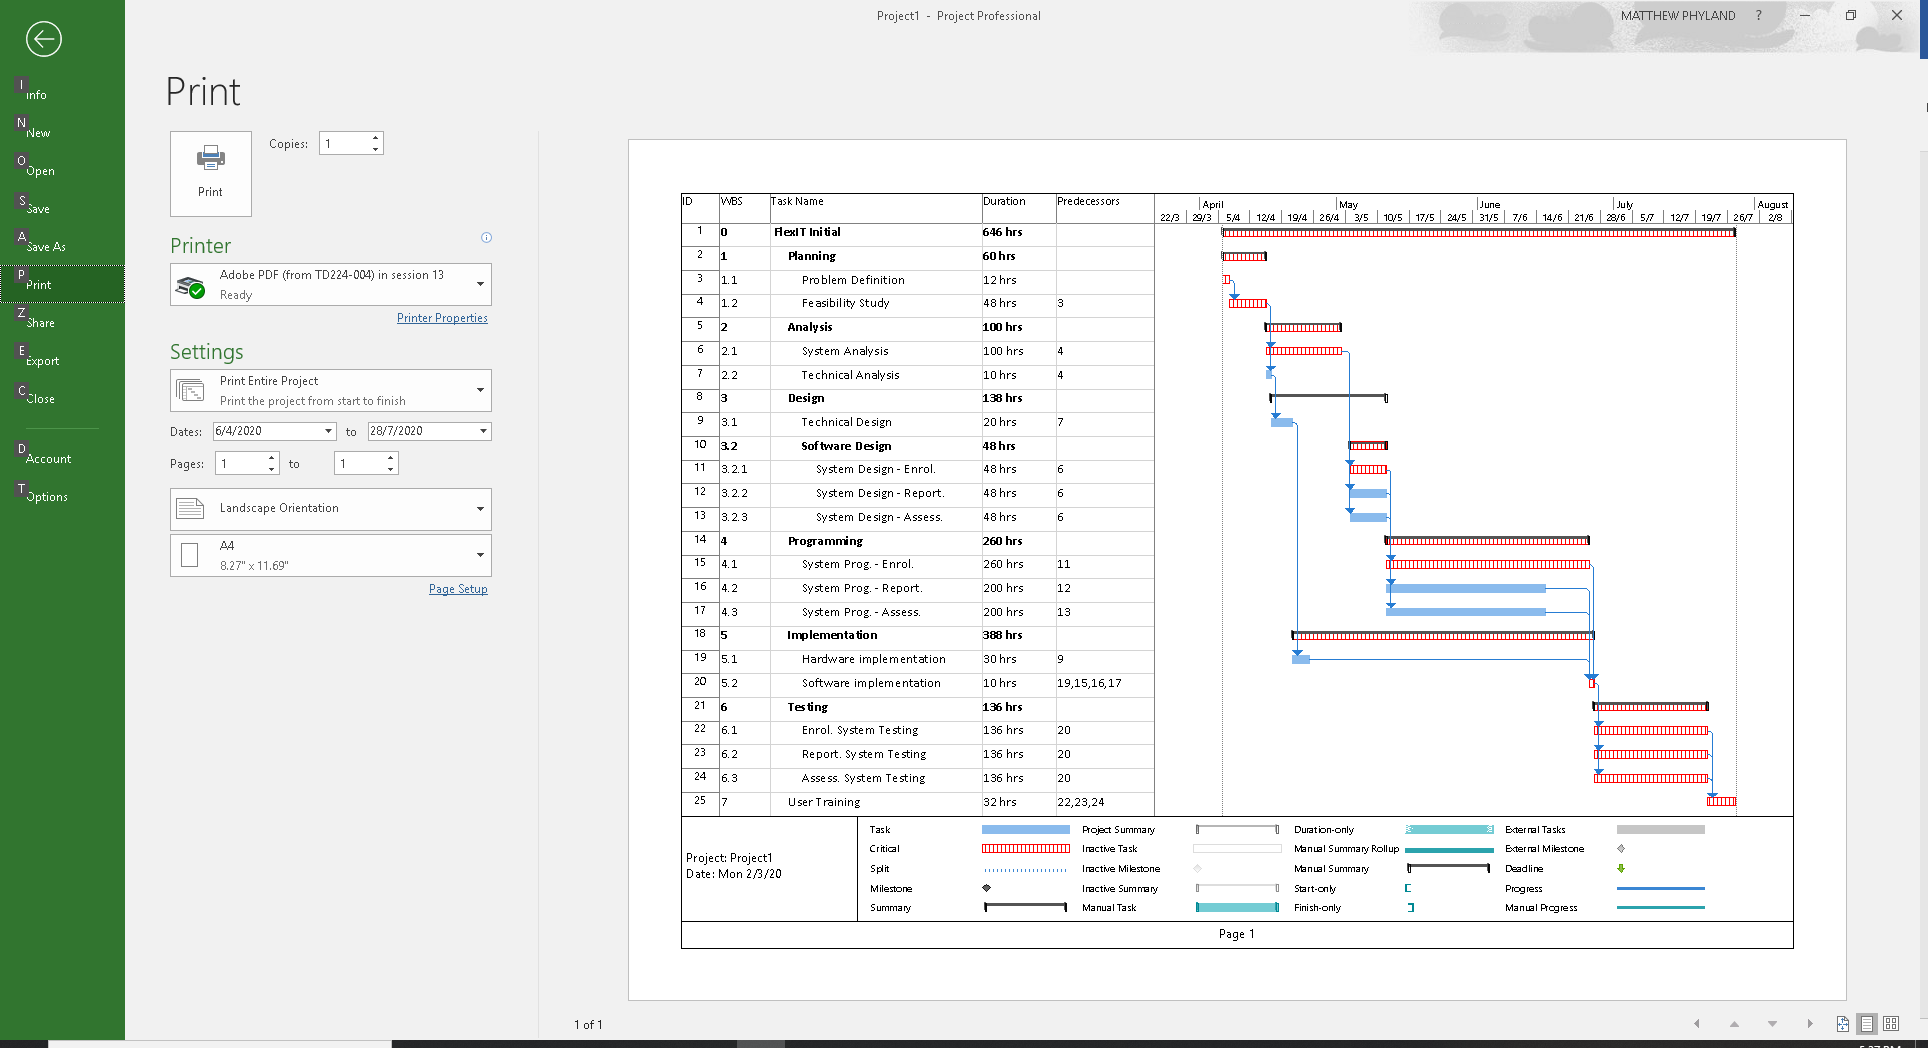 Project1 - Project Professional
MATTHEW PHYLAND ?
I
Info
N
New
O
Open
S
Save
A
Save As
P
Print
Z
Share
E
Export
C
Close
D
Account
T
Options
Print
Print
Copies: 1
Printer
Adobe PDF (from TD224-004) in session 13
Ready
Printer Properties
Settings
Print Entire Project
Print the project from start to finish
Dates: 6/4/2020 to 28/7/2020
Pages: 1 to 1
Landscape Orientation
A4
8.27" x 11.69"
Page Setup
ID WBS Task Name Duration Predecessors
April May June July August
22/3 29/3 5/4 12/4 19/4 26/4 3/5 10/5 17/5 24/5 31/5 7/6 14/6 21/6 28/6 5/7 12/7 19/7 26/7 2/8
1 0 FlexIT Initial 646 hrs
2 1 Planning 60 hrs
3 1.1 Problem Definition 12 hrs
4 1.2 Feasibility Study 48 hrs 3
5 2 Analysis 100 hrs
6 2.1 System Analysis 100 hrs 4
7 2.2 Technical Analysis 10 hrs 4
8 3 Design 138 hrs
9 3.1 Technical Design 20 hrs 7
10 3.2 Software Design 48 hrs
11 3.2.1 System Design - Enrol. 48 hrs 6
12 3.2.2 System Design - Report. 48 hrs 6
13 3.2.3 System Design - Assess. 48 hrs 6
14 4 Programming 260 hrs
15 4.1 System Prog. - Enrol. 260 hrs 11
16 4.2 System Prog. - Report. 200 hrs 12
17 4.3 System Prog. - Assess. 200 hrs 13
18 5 Implementation 388 hrs
19 5.1 Hardware implementation 30 hrs 9
20 5.2 Software implementation 10 hrs 19,15,16,17
21 6 Testing 136 hrs
22 6.1 Enrol. System Testing 136 hrs 20
23 6.2 Report. System Testing 136 hrs 20
24 6.3 Assess. System Testing 136 hrs 20
25 7 User Training 32 hrs 22,23,24
Project: Project1
Date: Mon 2/3/20
Task Project Summary Duration-only External Tasks
Critical Inactive Task Manual Summary Rollup External Milestone
Split Inactive Milestone Manual Summary Deadline
Milestone Inactive Summary Start-only Progress
Summary Manual Task Finish-only Manual Progress
Page 1
1 of 1